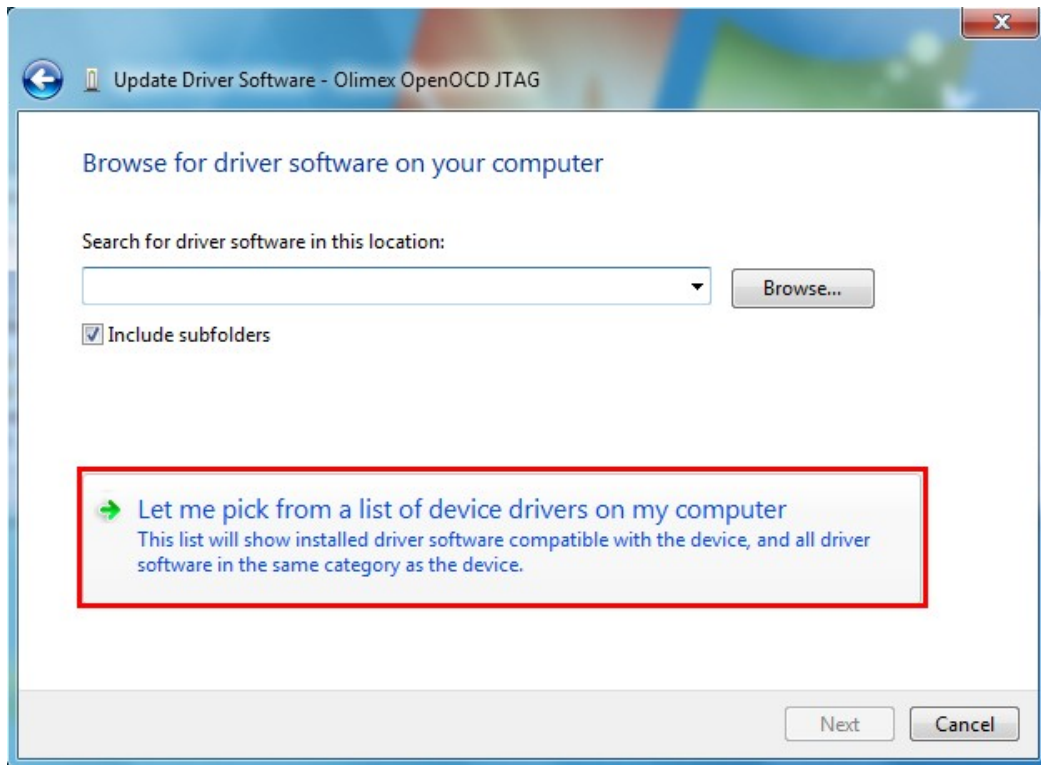 Update Driver Software - Olimex OpenOCD JTAG
Browse for driver software on your computer
Search for driver software in this location:
Browse...
Include subfolders
Let me pick from a list of device drivers on my computer
This list will show installed driver software compatible with the device, and all driver
software in the same category as the device.
Next
Cancel